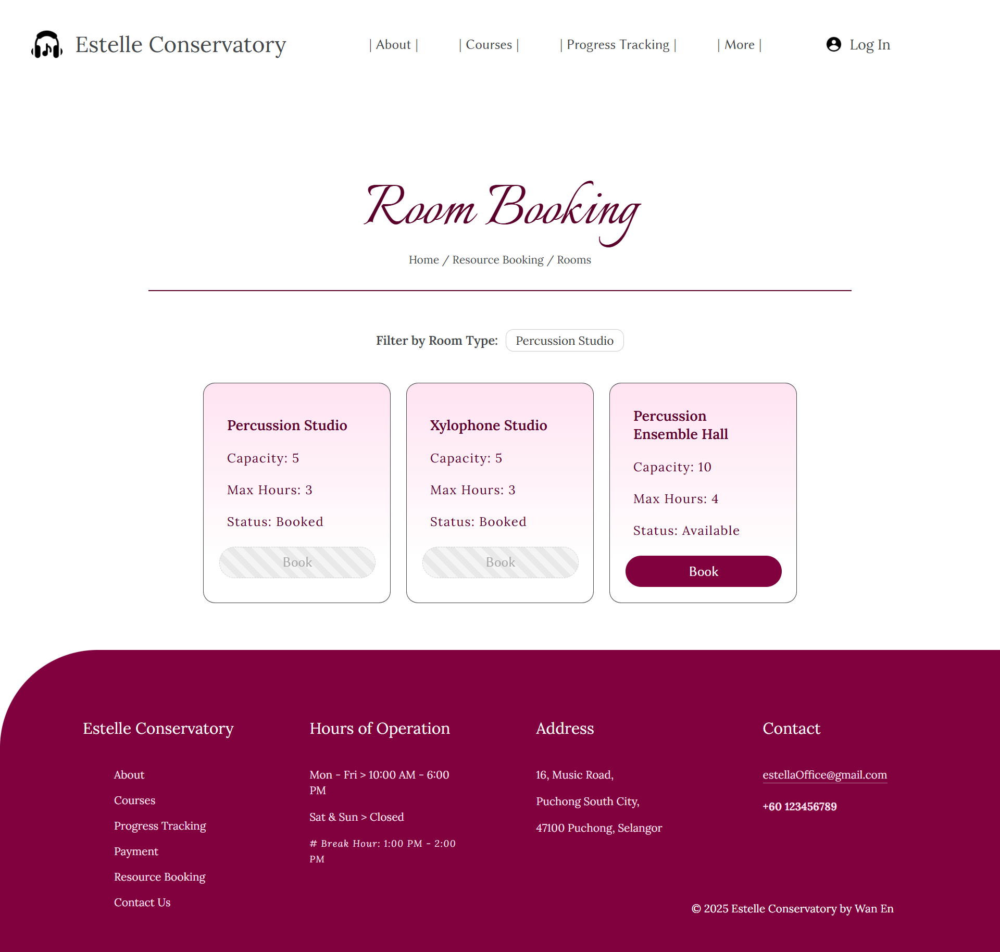 Estelle Conservatory
| About |
| Courses |
| Progress Tracking |
| More |
Log In
Room Booking
Home / Resource Booking / Rooms
Filter by Room Type: Percussion Studio
Percussion Studio
Capacity: 5
Max Hours: 3
Status: Booked
Book
Xylophone Studio
Capacity: 5
Max Hours: 3
Status: Booked
Book
Percussion
Ensemble Hall
Capacity: 10
Max Hours: 4
Status: Available
Book
Estelle Conservatory
About
Courses
Progress Tracking
Payment
Resource Booking
Contact Us
Hours of Operation
Mon - Fri > 10:00 AM - 6:00
PM
Sat & Sun > Closed
# Break Hour: 1:00 PM - 2:00
PM
Address
16, Music Road,
Puchong South City,
47100 Puchong, Selangor
Contact
estellaOffice@gmail.com
+60 123456789
© 2025 Estelle Conservatory by Wan En